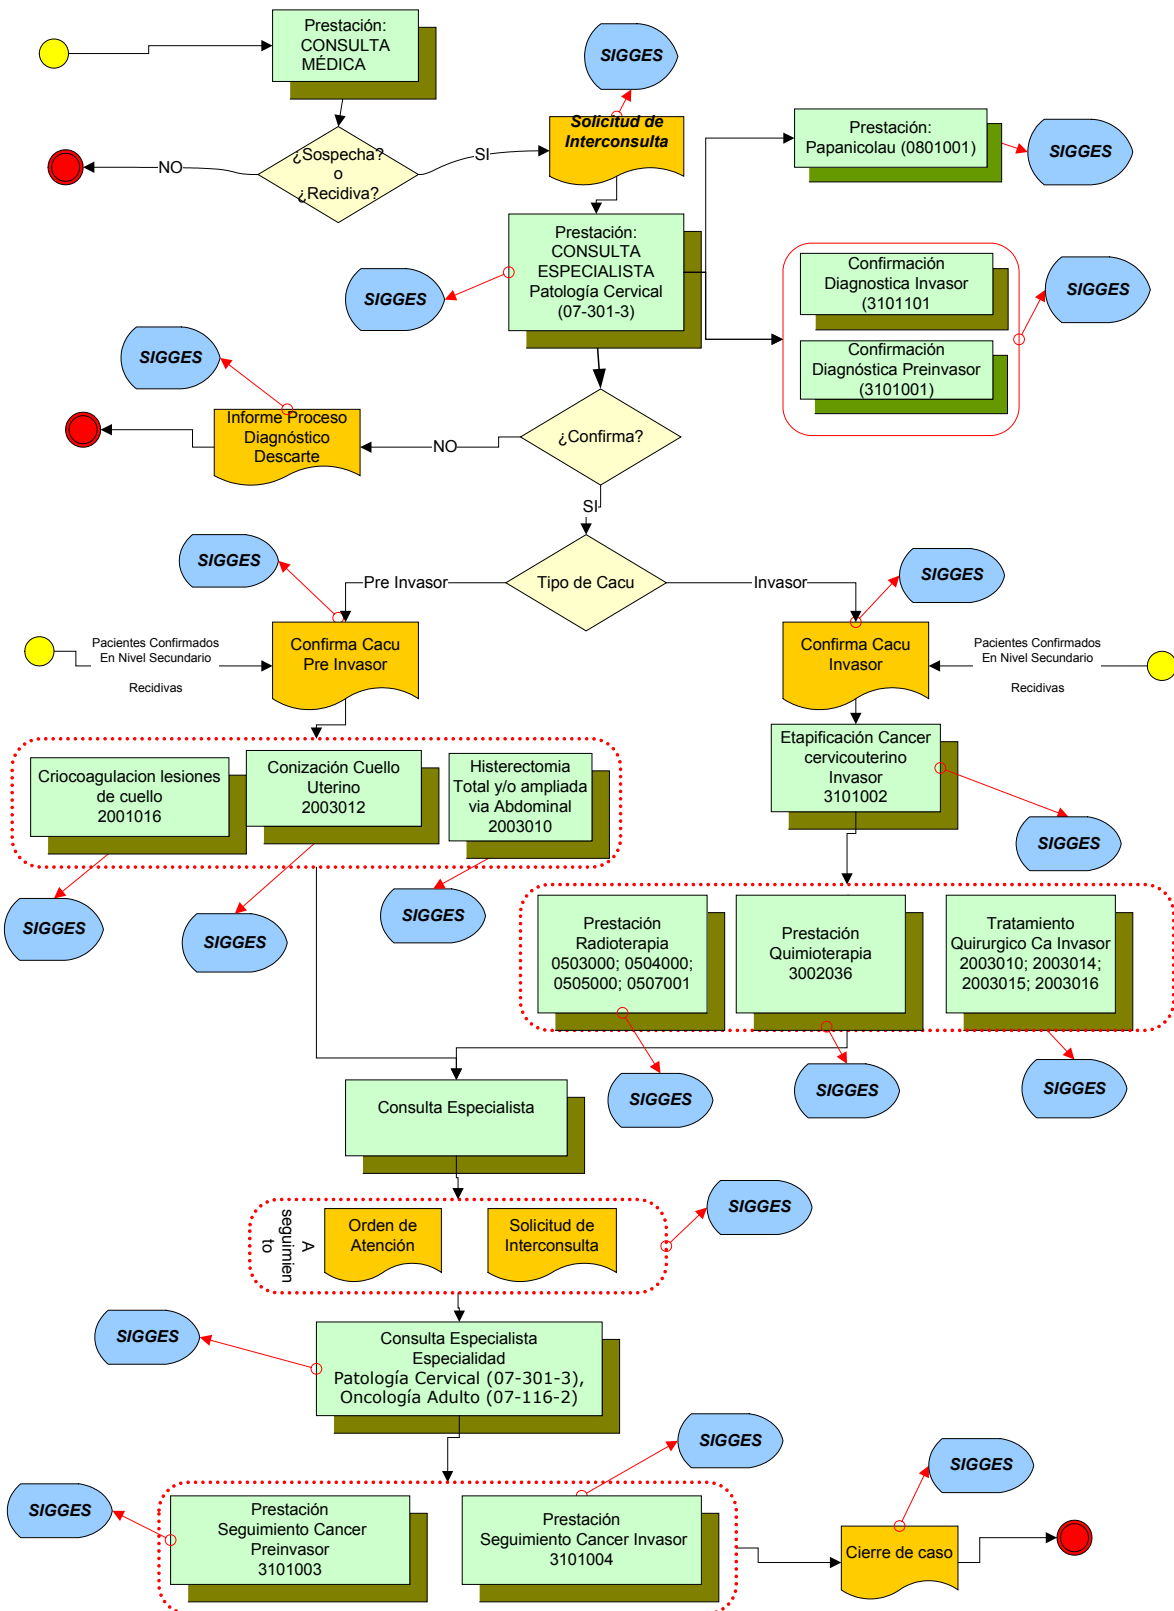 Prestación:
CONSULTA
MÉDICA
SIGGES
Solicitud de
Interconsulta
Prestación:
Papanicolau (0801001)
SIGGES
¿Sospecha?
o
¿Recidiva?
NO
SI
Prestación:
CONSULTA
ESPECIALISTA
Patología Cervical
(07-301-3)
SIGGES
Confirmación
Diagnostica Invasor
(3101101
SIGGES
Confirmación
Diagnóstica Preinvasor
(3101001)
SIGGES
Informe Proceso
Diagnóstico
Descarte
NO
¿Confirma?
SI
SIGGES
Pre Invasor
Tipo de Cacu
Invasor
SIGGES
Pacientes Confirmados
En Nivel Secundario
Recidivas
Confirma Cacu
Pre Invasor
Confirma Cacu
Invasor
Pacientes Confirmados
En Nivel Secundario
Recidivas
Criocoagulacion lesiones
de cuello
2001016
Conización Cuello
Uterino
2003012
Histerectomia
Total y/o ampliada
via Abdominal
2003010
Etapificación Cancer
cervicouterino
Invasor
3101002
SIGGES
SIGGES
SIGGES
SIGGES
Prestación
Radioterapia
0503000; 0504000;
0505000; 0507001
Prestación
Quimioterapia
3002036
Tratamiento
Quirurgico Ca Invasor
2003010; 2003014;
2003015; 2003016
SIGGES
SIGGES
SIGGES
Consulta Especialista
A
seguimien
to
Orden de
Atención
Solicitud de
Interconsulta
SIGGES
SIGGES
Consulta Especialista
Especialidad
Patología Cervical (07-301-3),
Oncología Adulto (07-116-2)
SIGGES
SIGGES
SIGGES
Prestación
Seguimiento Cancer
Preinvasor
3101003
Prestación
Seguimiento Cancer Invasor
3101004
Cierre de caso